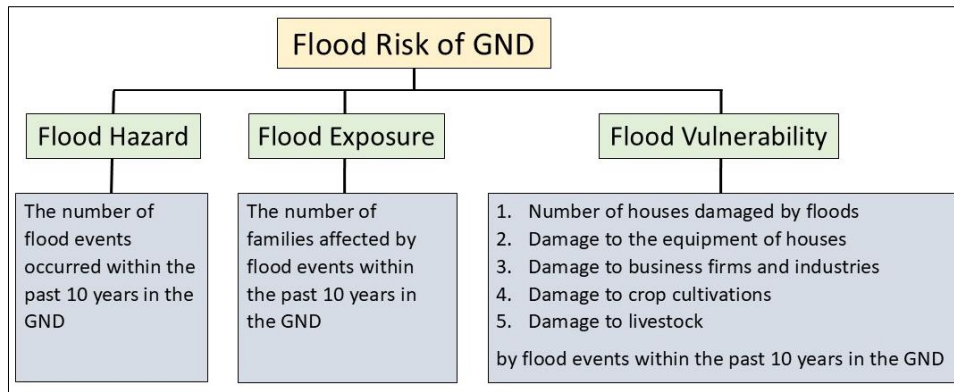 Flood Risk of GND
Flood Hazard
The number of
flood events
occurred within the
past 10 years in the
GND
Flood Exposure
The number of
families affected by
flood events within
the past 10 years in
the GND
Flood Vulnerability
1. Number of houses damaged by floods
2. Damage to the equipment of houses
3. Damage to business firms and industries
4. Damage to crop cultivations
5. Damage to livestock
by flood events within the past 10 years in the GND